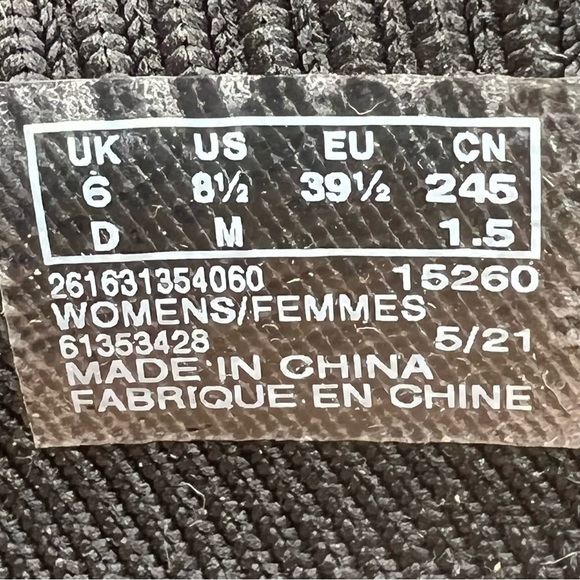 UK US EU CN
6 8½ 39½ 245
D M 1.5
261631354060 15260
WOMENS/FEMMES
61353428 5/21
MADE IN CHINA
FABRIQUE EN CHINE